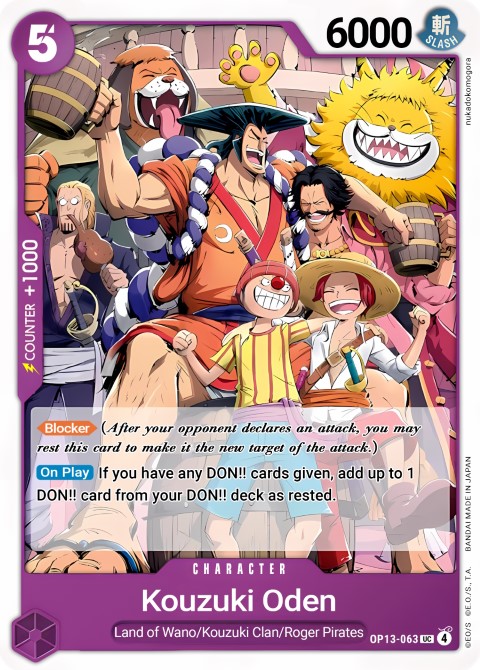 5
6000
斬
SLASH
nukadokomogora
COUNTER +1000
Blocker (After your opponent declares an attack, you may
rest this card to make it the new target of the attack.)
On Play If you have any DON!! cards given, add up to 1
DON!! card from your DON!! deck as rested.
CHARACTER
Kouzuki Oden
Land of Wano/Kouzuki Clan/Roger Pirates
OP13-063 UC 4
©EO/S ©E.O./S., T.A. BANDAI MADE IN JAPAN